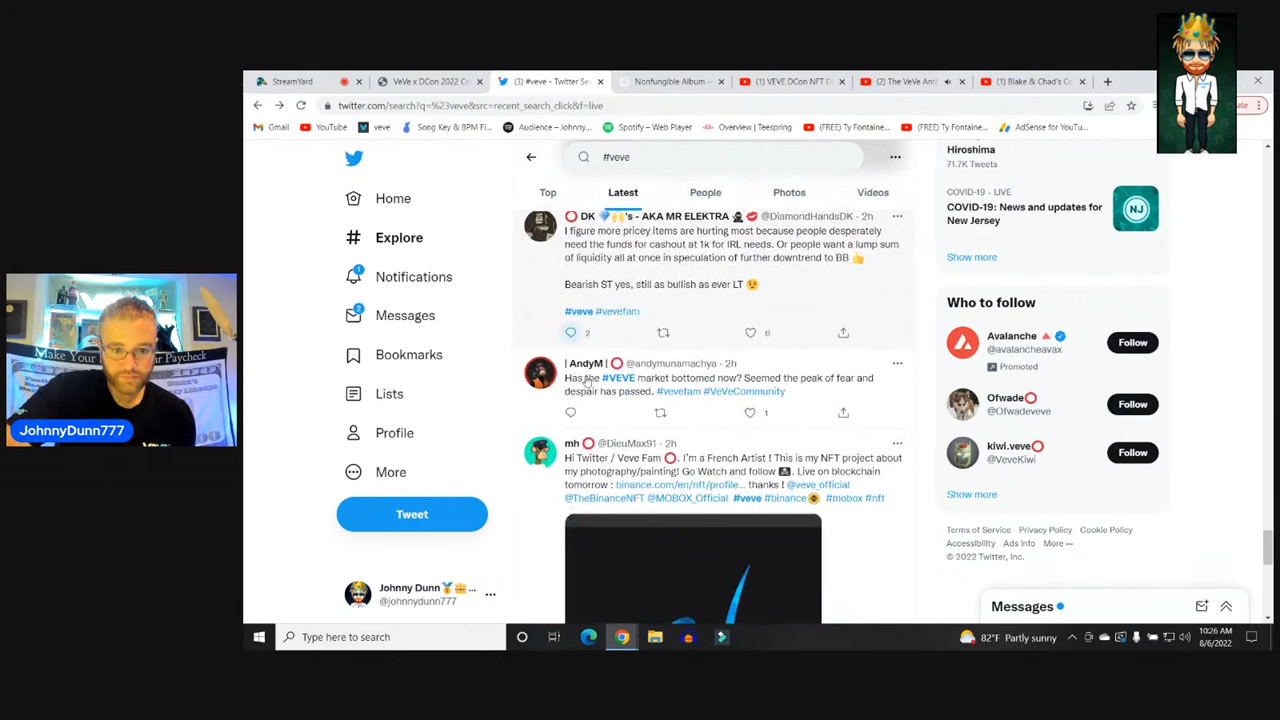 StreamYard
VeVe x DCon 2022 Co
(3) #veve - Twitter Se
Nonfungible Album –
(1) VEVE DCon NFT D
(2) The VeVe Ant
(1) Blake & Chad's Co
twitter.com/search?q=%23veve&src=recent_search_click&f=live
Gmail
YouTube
veve
Song Key & BPM Fi...
Audience – Johnny...
Spotify – Web Player
Overview | Teespring
(FREE) Ty Fontaine...
(FREE) Ty Fontaine...
AdSense for YouTu...
Home
Explore
1
Notifications
2
Messages
Bookmarks
Lists
Profile
More
Tweet
Johnny Dunn
...
@johnnydunn777
#veve
Top
Latest
People
Photos
Videos
DK 💎🙌's - AKA MR ELEKTRA 🥷 💋 @DiamondHandsDK · 2h
I figure more pricey items are hurting most because people desperately
need the funds for cashout at 1k for IRL needs. Or people want a lump sum
of liquidity all at once in speculation of further downtrend to BB 👍
Bearish ST yes, still as bullish as ever LT 😉
#veve #vevefam
2
6
| AndyM | ⭕ @andymunamachya · 2h
Has the #VEVE market bottomed now? Seemed the peak of fear and
despair has passed. #vevefam #VeVeCommunity
1
mh ⭕ @DieuMax91 · 2h
Hi Twitter / Veve Fam ⭕. I'm a French Artist ! This is my NFT project about
my photography/painting! Go Watch and follow. Live on blockchain
tomorrow : binance.com/en/nft/profile... thanks ! @veve_official
@TheBinanceNFT @MOBOX_Official #veve #binance #mobox #nft
Hiroshima
71.7K Tweets
COVID-19 · LIVE
COVID-19: News and updates for
New Jersey
NJ
Show more
Who to follow
Avalanche
@avalancheavax
Promoted
Follow
Ofwade⭕
@Ofwadeveve
Follow
kiwi.veve⭕
@VeveKiwi
Follow
Show more
Terms of Service Privacy Policy Cookie Policy
Accessibility Ads Info More ···
© 2022 Twitter, Inc.
Messages
Type here to search
82°F Partly sunny
10:26 AM
8/6/2022
Make Your
Paycheck
JohnnyDunn777